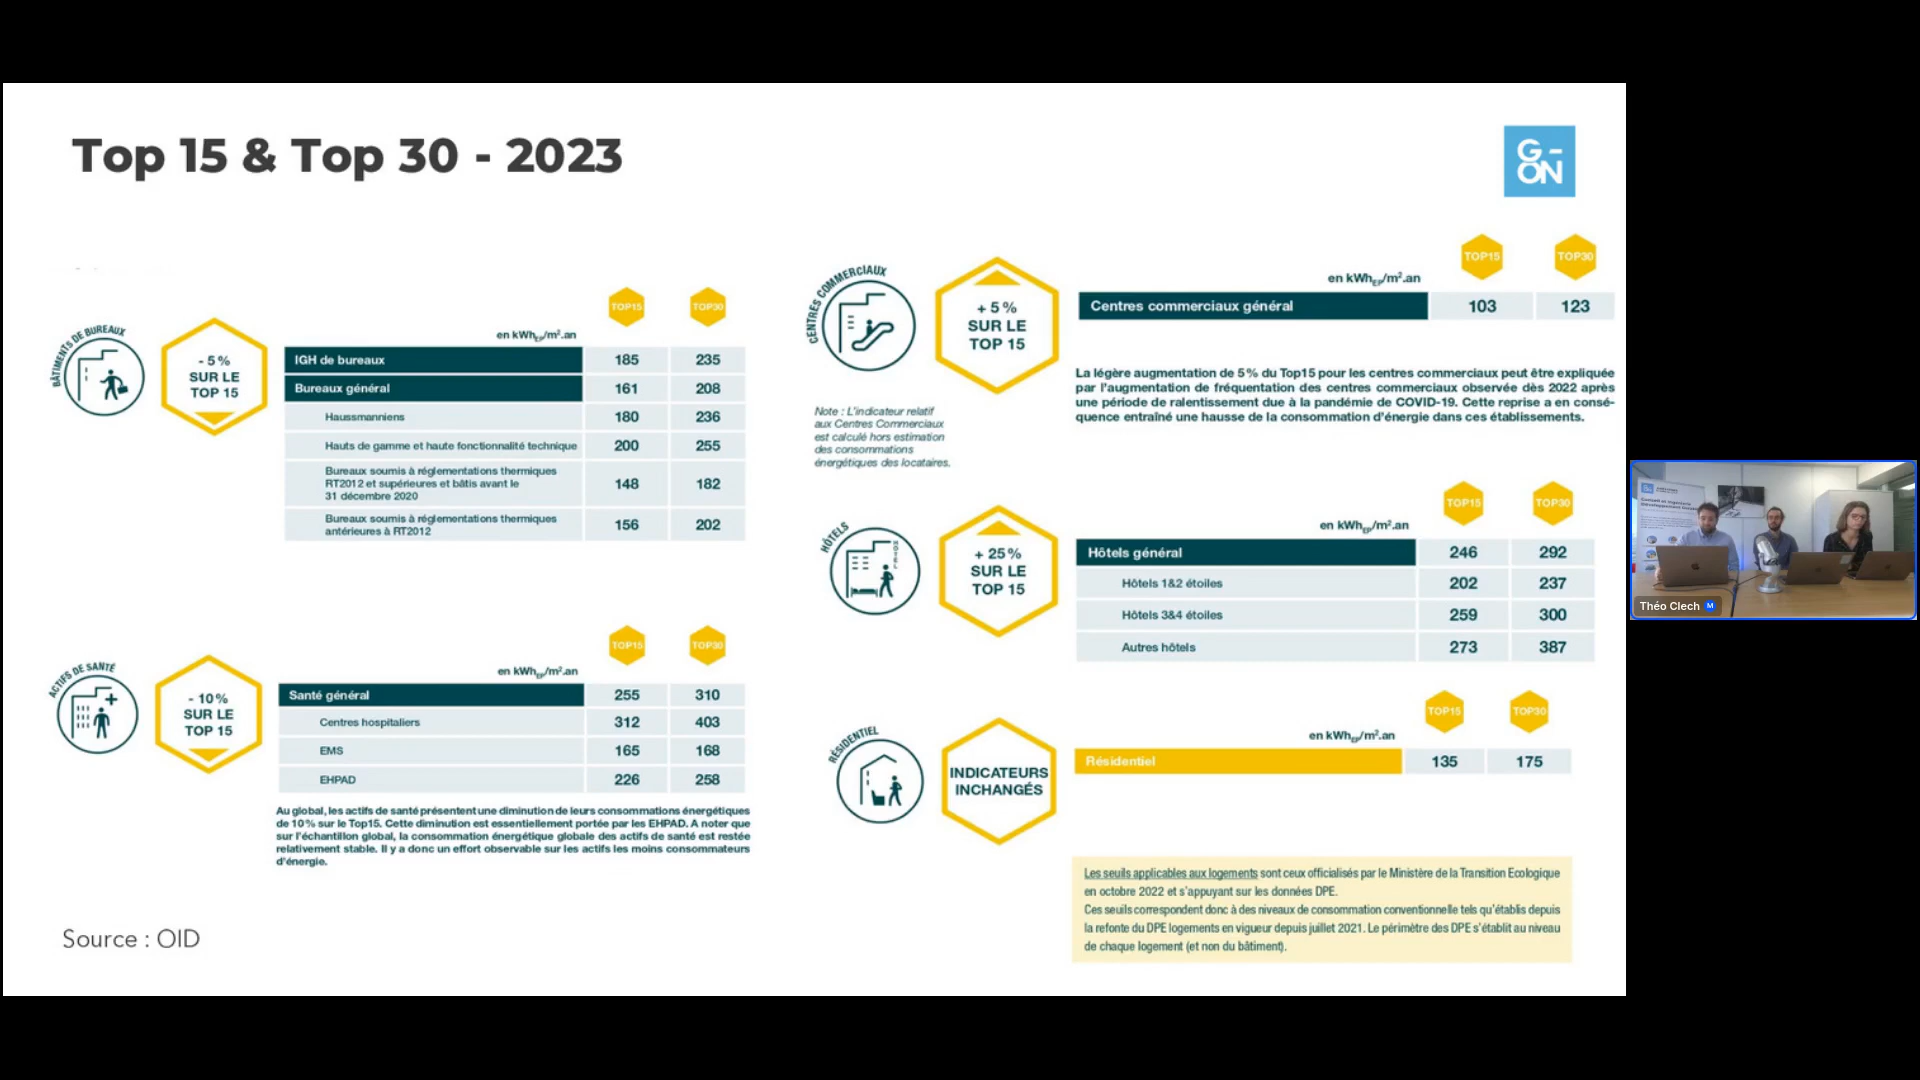 Top 15 & Top 30 - 2023
G-
ON
BÂTIMENTS DE BUREAUX
- 5 %
SUR LE
TOP 15
TOP15
TOP30
en kWhEP/m².an
IGH de bureaux 185 235
Bureaux général 161 208
Haussmanniens 180 236
Hauts de gamme et haute fonctionnalité technique 200 255
Bureaux soumis à réglementations thermiques
RT2012 et supérieures et bâtis avant le
31 décembre 2020
148 182
Bureaux soumis à réglementations thermiques
antérieures à RT2012
156 202
ACTIFS DE SANTÉ
- 10 %
SUR LE
TOP 15
TOP15
TOP30
en kWhEP/m².an
Santé général 255 310
Centres hospitaliers 312 403
EMS 165 168
EHPAD 226 258
Au global, les actifs de santé présentent une diminution de leurs consommations énergétiques
de 10 % sur le Top15. Cette diminution est essentiellement portée par les EHPAD. A noter que
sur l'échantillon global, la consommation énergétique globale des actifs de santé est restée
relativement stable. Il y a donc un effort observable sur les actifs les moins consommateurs
d'énergie.
Source : OID
CENTRES COMMERCIAUX
+ 5 %
SUR LE
TOP 15
TOP15
TOP30
en kWhEP/m².an
Centres commerciaux général 103 123
La légère augmentation de 5 % du Top15 pour les centres commerciaux peut être expliquée
par l'augmentation de fréquentation des centres commerciaux observée dès 2022 après
une période de ralentissement due à la pandémie de COVID-19. Cette reprise a en consé-
quence entraîné une hausse de la consommation d'énergie dans ces établissements.
Note : L'indicateur relatif
aux Centres Commerciaux
est calculé hors estimation
des consommations
énergétiques des locataires.
HÔTELS
HOTEL
+ 25 %
SUR LE
TOP 15
TOP15
TOP30
en kWhEP/m².an
Hôtels général 246 292
Hôtels 1&2 étoiles 202 237
Hôtels 3&4 étoiles 259 300
Autres hôtels 273 387
RÉSIDENTIEL
INDICATEURS
INCHANGÉS
TOP15
TOP30
en kWhEP/m².an
Résidentiel 135 175
Les seuils applicables aux logements sont ceux officialisés par le Ministère de la Transition Ecologique
en octobre 2022 et s'appuyant sur les données DPE.
Ces seuils correspondent donc à des niveaux de consommation conventionnelle tels qu'établis depuis
la refonte du DPE logements en vigueur depuis juillet 2021. Le périmètre des DPE s'établit au niveau
de chaque logement (et non du bâtiment).
Théo Clech M